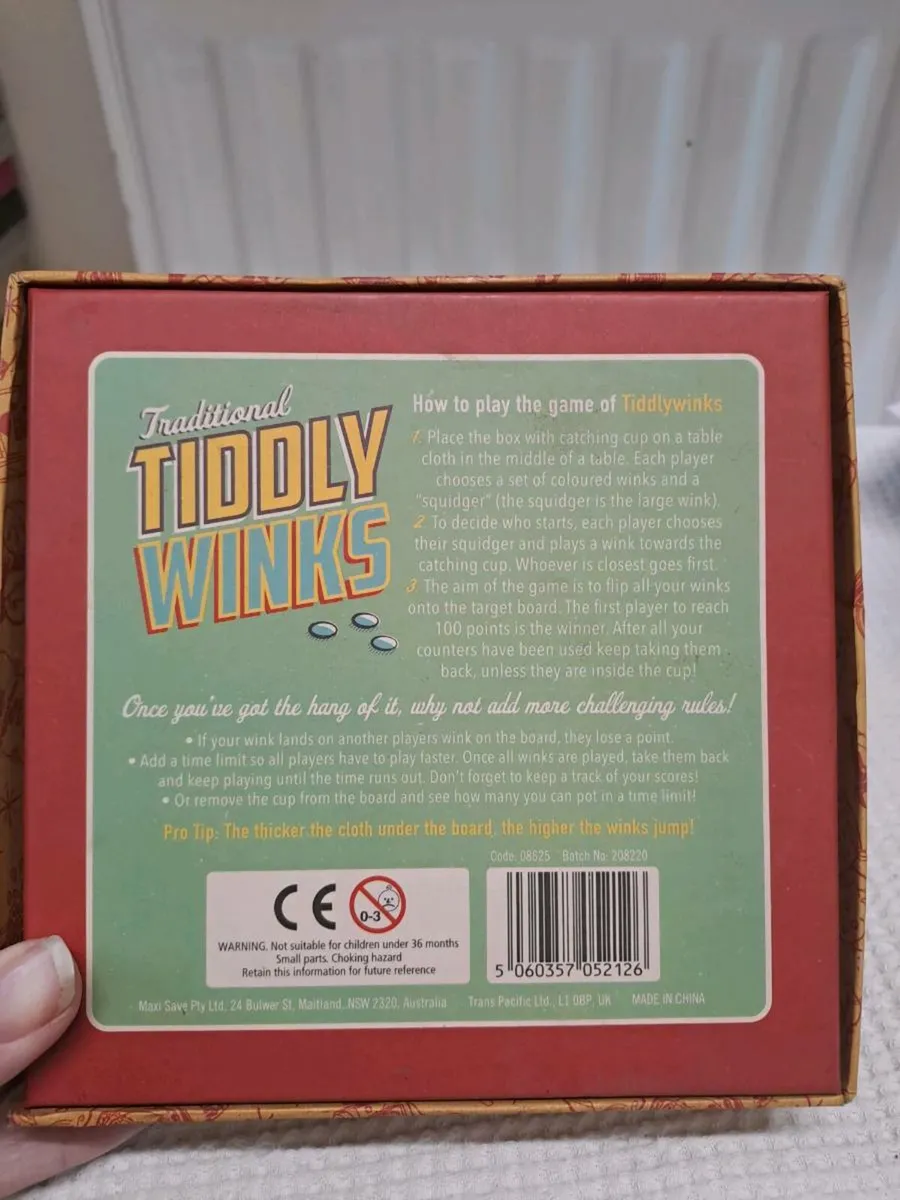 Traditional
TIDDLY
WINKS
How to play the game of Tiddlywinks
1. Place the box with catching cup on a table
cloth in the middle of a table. Each player
chooses a set of coloured winks and a
"squidger" (the squidger is the large wink).
2 To decide who starts, each player chooses
their squidger and plays a wink towards the
catching cup. Whoever is closest goes first.
3 The aim of the game is to flip all your winks
onto the target board. The first player to reach
100 points is the winner. After all your
counters have been used keep taking them
back, unless they are inside the cup!
Once you've got the hang of it, why not add more challenging rules!
• If your wink lands on another players wink on the board, they lose a point.
• Add a time limit so all players have to play faster. Once all winks are played, take them back
and keep playing until the time runs out. Don't forget to keep a track of your scores!
• Or remove the cup from the board and see how many you can pot in a time limit!
Pro Tip: The thicker the cloth under the board, the higher the winks jump!
Code: 08625 Batch No: 208220
CE
0-3
WARNING. Not suitable for children under 36 months
Small parts. Choking hazard
Retain this information for future reference
5 060357 052126
Maxi Save Pty Ltd, 24 Bulwer St, Maitland, NSW 2320, Australia Trans Pacific Ltd., L1 0BP, UK MADE IN CHINA